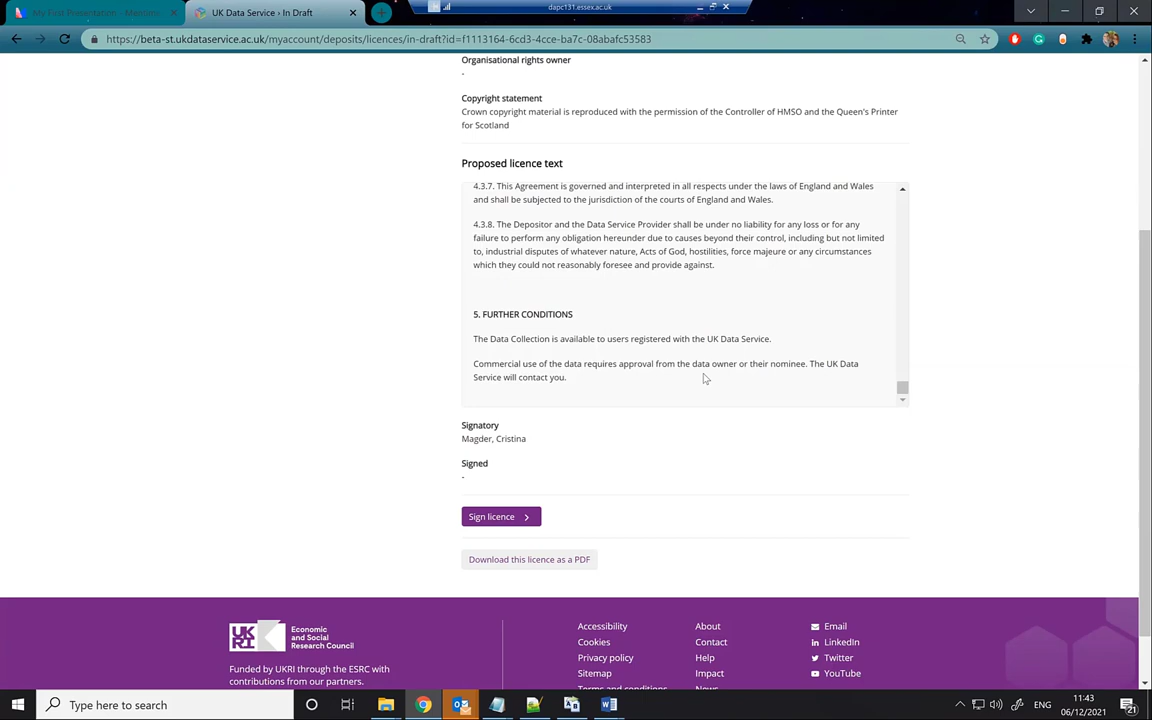 My First Presentation - Mentime
UK Data Service › In Draft
dapc131.essex.ac.uk
https://beta-st.ukdataservice.ac.uk/myaccount/deposits/licences/in-draft?id=f1113164-6cd3-4cce-ba7c-08abafc53583
Organisational rights owner
-
Copyright statement
Crown copyright material is reproduced with the permission of the Controller of HMSO and the Queen's Printer
for Scotland
Proposed licence text
4.3.7. This Agreement is governed and interpreted in all respects under the laws of England and Wales
and shall be subjected to the jurisdiction of the courts of England and Wales.
4.3.8. The Depositor and the Data Service Provider shall be under no liability for any loss or for any
failure to perform any obligation hereunder due to causes beyond their control, including but not limited
to, industrial disputes of whatever nature, Acts of God, hostilities, force majeure or any circumstances
which they could not reasonably foresee and provide against.
5. FURTHER CONDITIONS
The Data Collection is available to users registered with the UK Data Service.
Commercial use of the data requires approval from the data owner or their nominee. The UK Data
Service will contact you.
Signatory
Magder, Cristina
Signed
-
Sign licence
Download this licence as a PDF
UKRI
Economic
and Social
Research Council
Funded by UKRI through the ESRC with
contributions from our partners.
Accessibility
Cookies
Privacy policy
Sitemap
Terms and conditions
About
Contact
Help
Impact
News
Email
LinkedIn
Twitter
YouTube
Type here to search
ENG
11:43
06/12/2021
21